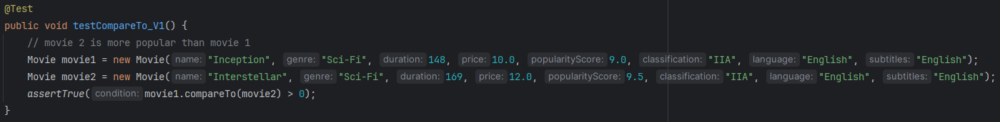 @Test
public void testCompareTo_V1() {
// movie 2 is more popular than movie 1
Movie movie1 = new Movie( name: "Inception", genre: "Sci-Fi", duration: 148, price: 10.0, popularityScore: 9.0, classification: "IIA", language: "English", subtitles: "English");
Movie movie2 = new Movie( name: "Interstellar", genre: "Sci-Fi", duration: 169, price: 12.0, popularityScore: 9.5, classification: "IIA", language: "English", subtitles: "English");
assertTrue( condition: movie1.compareTo(movie2) > 0);
}